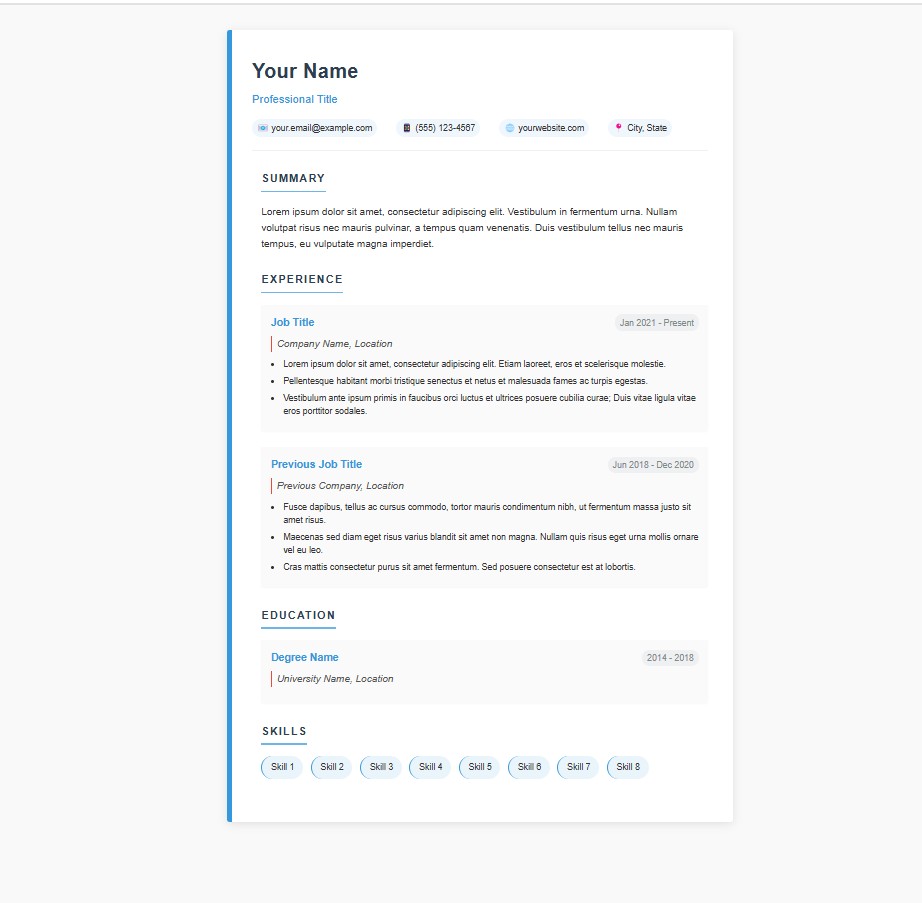 Your Name
Professional Title
your.email@example.com (555) 123-4567 yourwebsite.com City, State
SUMMARY
Lorem ipsum dolor sit amet, consectetur adipiscing elit. Vestibulum in fermentum urna. Nullam
volutpat risus nec mauris pulvinar, a tempus quam venenatis. Duis vestibulum tellus nec mauris
tempus, eu vulputate magna imperdiet.
EXPERIENCE
Job Title Jan 2021 - Present
Company Name, Location
• Lorem ipsum dolor sit amet, consectetur adipiscing elit. Etiam laoreet, eros et scelerisque molestie.
• Pellentesque habitant morbi tristique senectus et netus et malesuada fames ac turpis egestas.
• Vestibulum ante ipsum primis in faucibus orci luctus et ultrices posuere cubilia curae; Duis vitae ligula vitae
eros porttitor sodales.
Previous Job Title Jun 2018 - Dec 2020
Previous Company, Location
• Fusce dapibus, tellus ac cursus commodo, tortor mauris condimentum nibh, ut fermentum massa justo sit
amet risus.
• Maecenas sed diam eget risus varius blandit sit amet non magna. Nullam quis risus eget urna mollis ornare
vel eu leo.
• Cras mattis consectetur purus sit amet fermentum. Sed posuere consectetur est at lobortis.
EDUCATION
Degree Name 2014 - 2018
University Name, Location
SKILLS
Skill 1 Skill 2 Skill 3 Skill 4 Skill 5 Skill 6 Skill 7 Skill 8